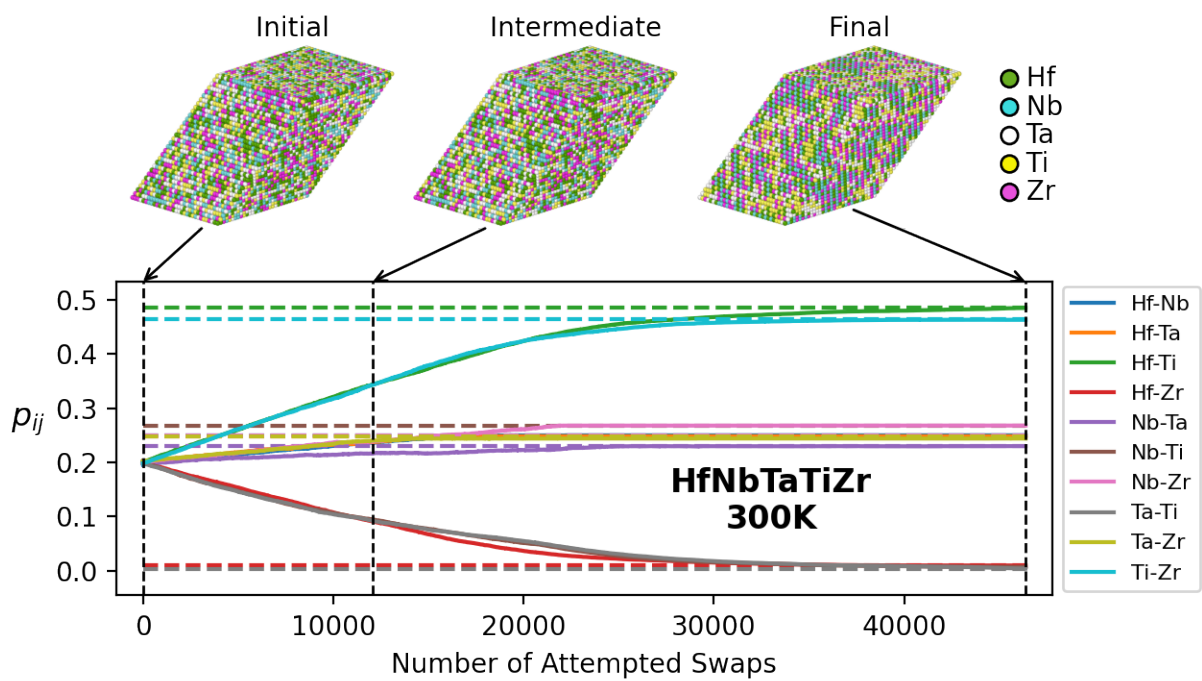 Initial
Intermediate
Final
Hf
Nb
Ta
Ti
Zr
0.5
0.4
0.3
0.2
0.1
0.0
p_{ij}
HfNbTaTiZr
300K
Hf-Nb
Hf-Ta
Hf-Ti
Hf-Zr
Nb-Ta
Nb-Ti
Nb-Zr
Ta-Ti
Ta-Zr
Ti-Zr
0 10000 20000 30000 40000
Number of Attempted Swaps